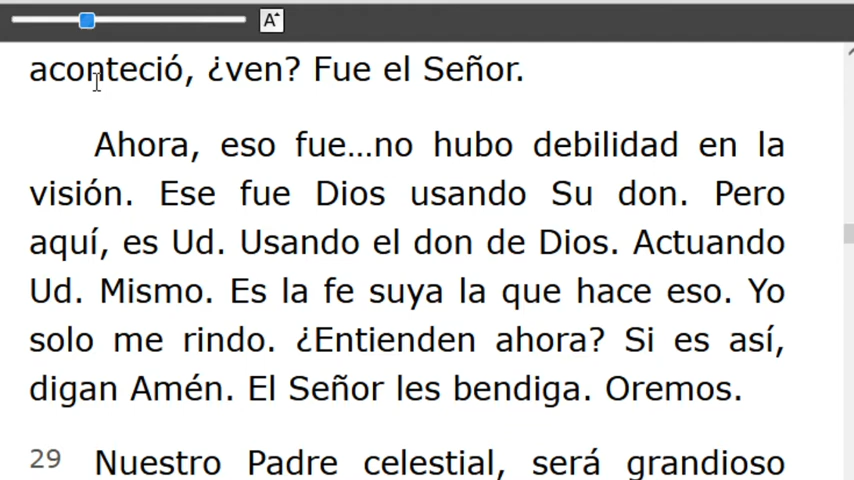 A
aconteció, ¿ven? Fue el Señor.
Ahora, eso fue...no hubo debilidad en la
visión. Ese fue Dios usando Su don. Pero
aquí, es Ud. Usando el don de Dios. Actuando
Ud. Mismo. Es la fe suya la que hace eso. Yo
solo me rindo. ¿Entienden ahora? Si es así,
digan Amén. El Señor les bendiga. Oremos.
29 Nuestro Padre celestial, será grandioso